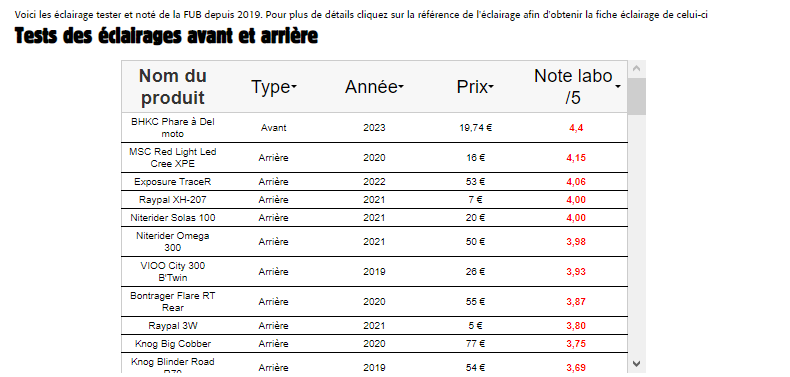 Voici les éclairage tester et noté de la FUB depuis 2019. Pour plus de détails cliquez sur la référence de l'éclairage afin d'obtenir la fiche éclairage de celui-ci
Tests des éclairages avant et arrière
Nom du produit Type Année Prix Note labo /5
BHKC Phare à Del moto Avant 2023 19,74 € 4,4
MSC Red Light Led Cree XPE Arrière 2020 16 € 4,15
Exposure TraceR Arrière 2022 53 € 4,06
Raypal XH-207 Arrière 2021 7 € 4,00
Niterider Solas 100 Arrière 2021 20 € 4,00
Niterider Omega 300 Arrière 2021 50 € 3,98
VIOO City 300 B'Twin Arrière 2019 26 € 3,93
Bontrager Flare RT Rear Arrière 2020 55 € 3,87
Raypal 3W Arrière 2021 5 € 3,80
Knog Big Cobber Arrière 2020 77 € 3,75
Knog Blinder Road Arrière 2019 54 € 3,69